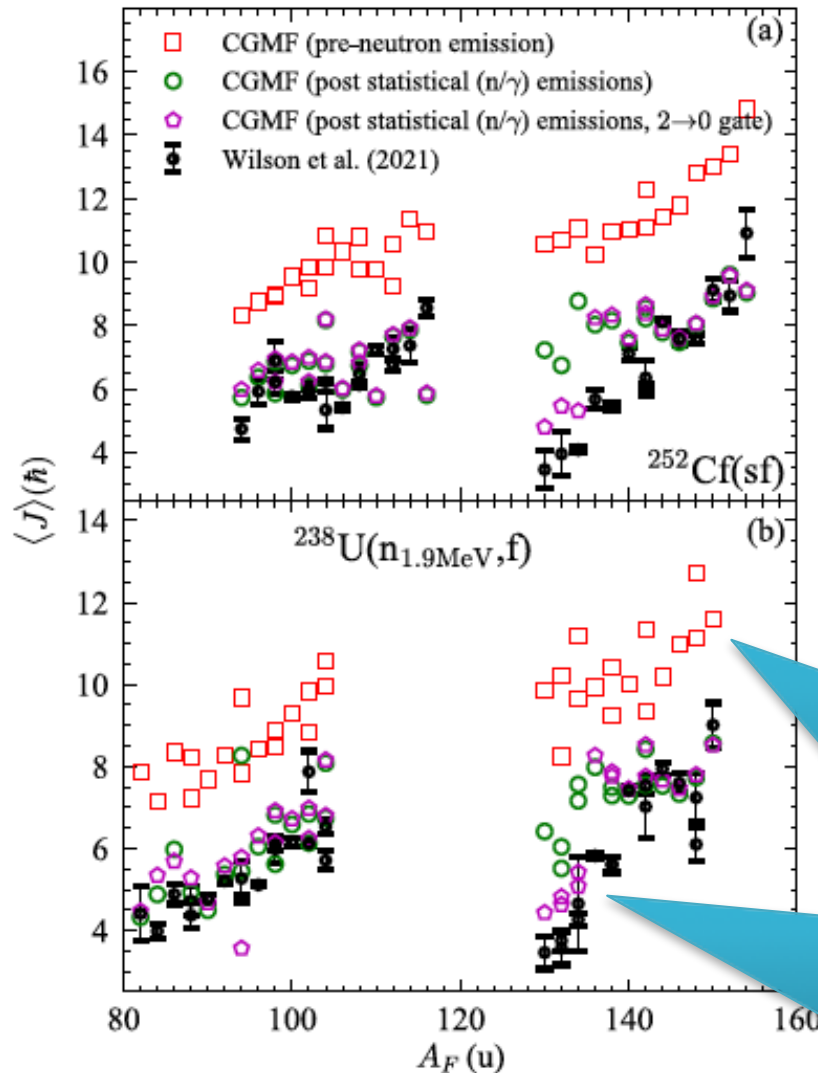 (a)
CGMF (pre-neutron emission)
CGMF (post statistical (n/γ) emissions)
CGMF (post statistical (n/γ) emissions, 2→0 gate)
Wilson et al. (2021)
16
14
12
10
8
6
4
²⁵²Cf(sf)
⟨J⟩(ħ)
²³⁸U(n₁.₉MeV,f)
(b)
14
12
10
8
6
4
80 100 120 140 160
A_F (u)